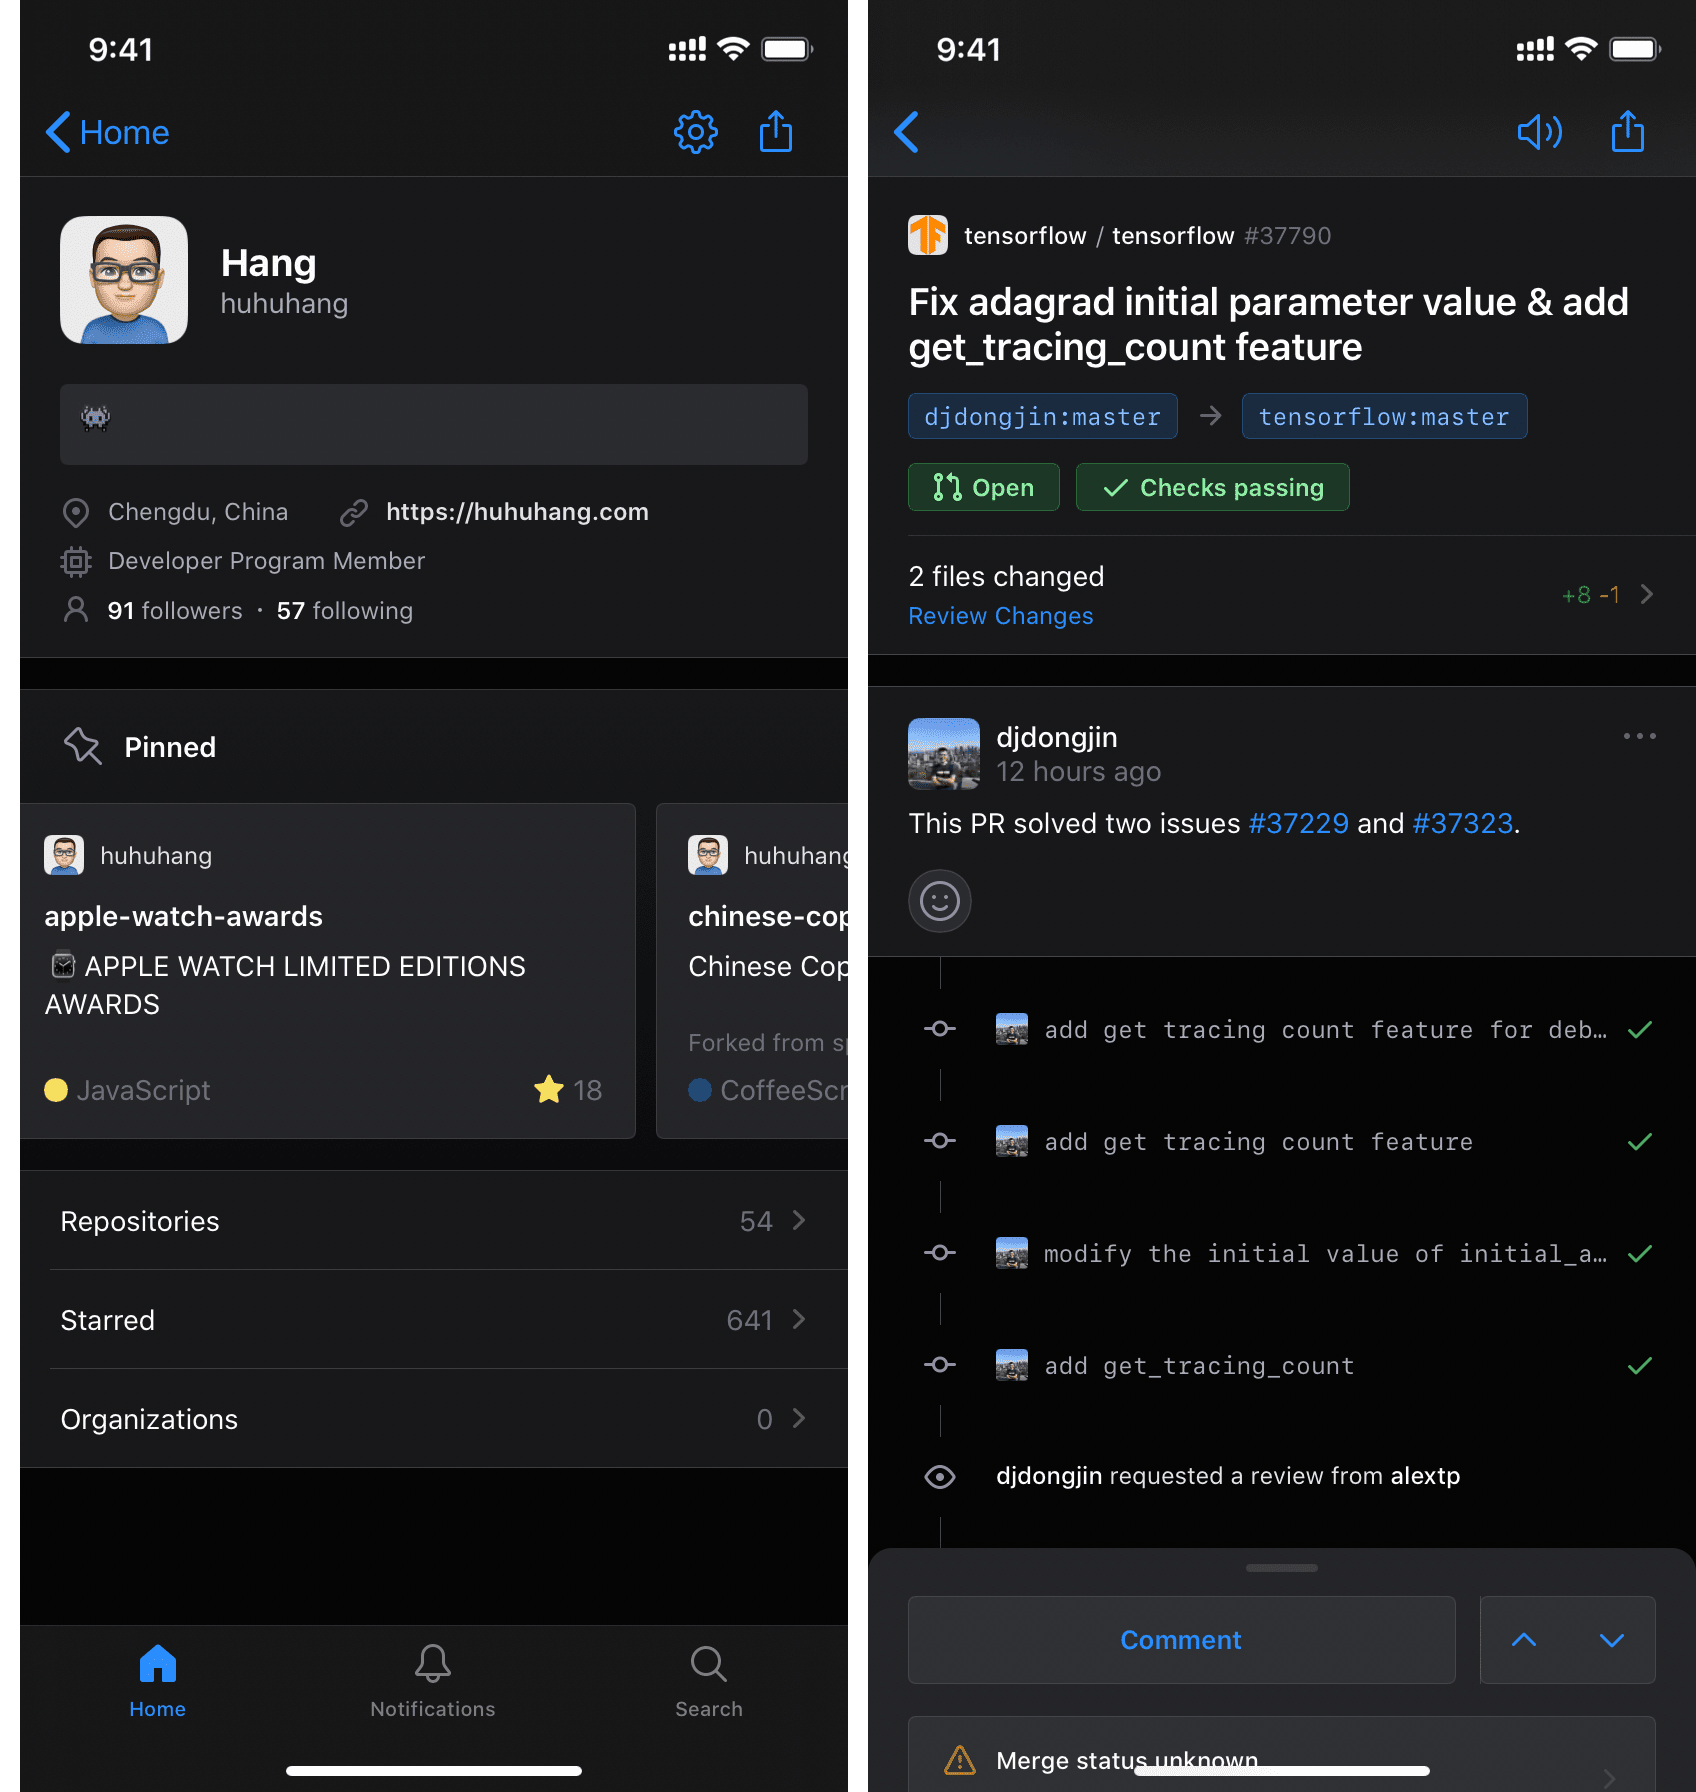 9:41
Home
Hang
huhuhang
Chengdu, China https://huhuhang.com
Developer Program Member
91 followers · 57 following
Pinned
huhuhang
apple-watch-awards
APPLE WATCH LIMITED EDITIONS
AWARDS
JavaScript 18
huhuhang
chinese-cop
Chinese Cop
Forked from sp
CoffeeScr
Repositories 54
Starred 641
Organizations 0
Home Notifications Search
9:41
tensorflow / tensorflow #37790
Fix adagrad initial parameter value & add
get_tracing_count feature
djdongjin:master → tensorflow:master
Open Checks passing
2 files changed
+8 -1
Review Changes
djdongjin
12 hours ago
This PR solved two issues #37229 and #37323.
add get tracing count feature for deb…
add get tracing count feature
modify the initial value of initial_a…
add get_tracing_count
djdongjin requested a review from alextp
Comment
Merge status unknown